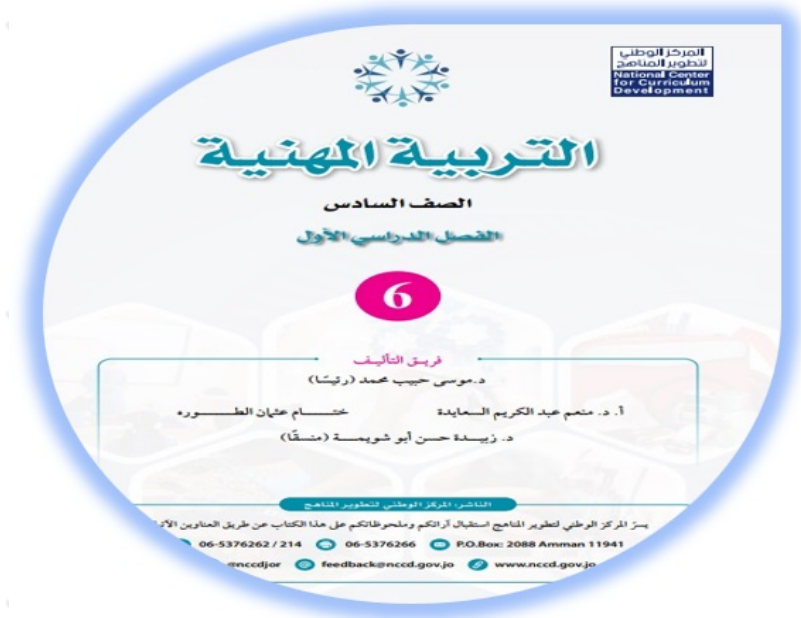 المركز الوطني
لتطوير المناهج
National Center
for Curriculum
Development
التربية المهنية
الصف السادس
الفصل الدراسي الأول
6
فريق التأليف
د. موسى حبيب محمد (رئيسًا)
أ. د. منعم عبد الكريم السعايدة ختام عثمان الطوره
د. زبيدة حسن أبو شويمة (منسقًا)
الناشر: المركز الوطني لتطوير المناهج
يسرّ المركز الوطني لتطوير المناهج استقبال آرائكم وملحوظاتكم على هذا الكتاب عن طريق العناوين
06-5376262 / 214 06-5376266 P.O.Box: 2088 Amman 11941
@nccdjor feedback@nccd.gov.jo www.nccd.gov.jo